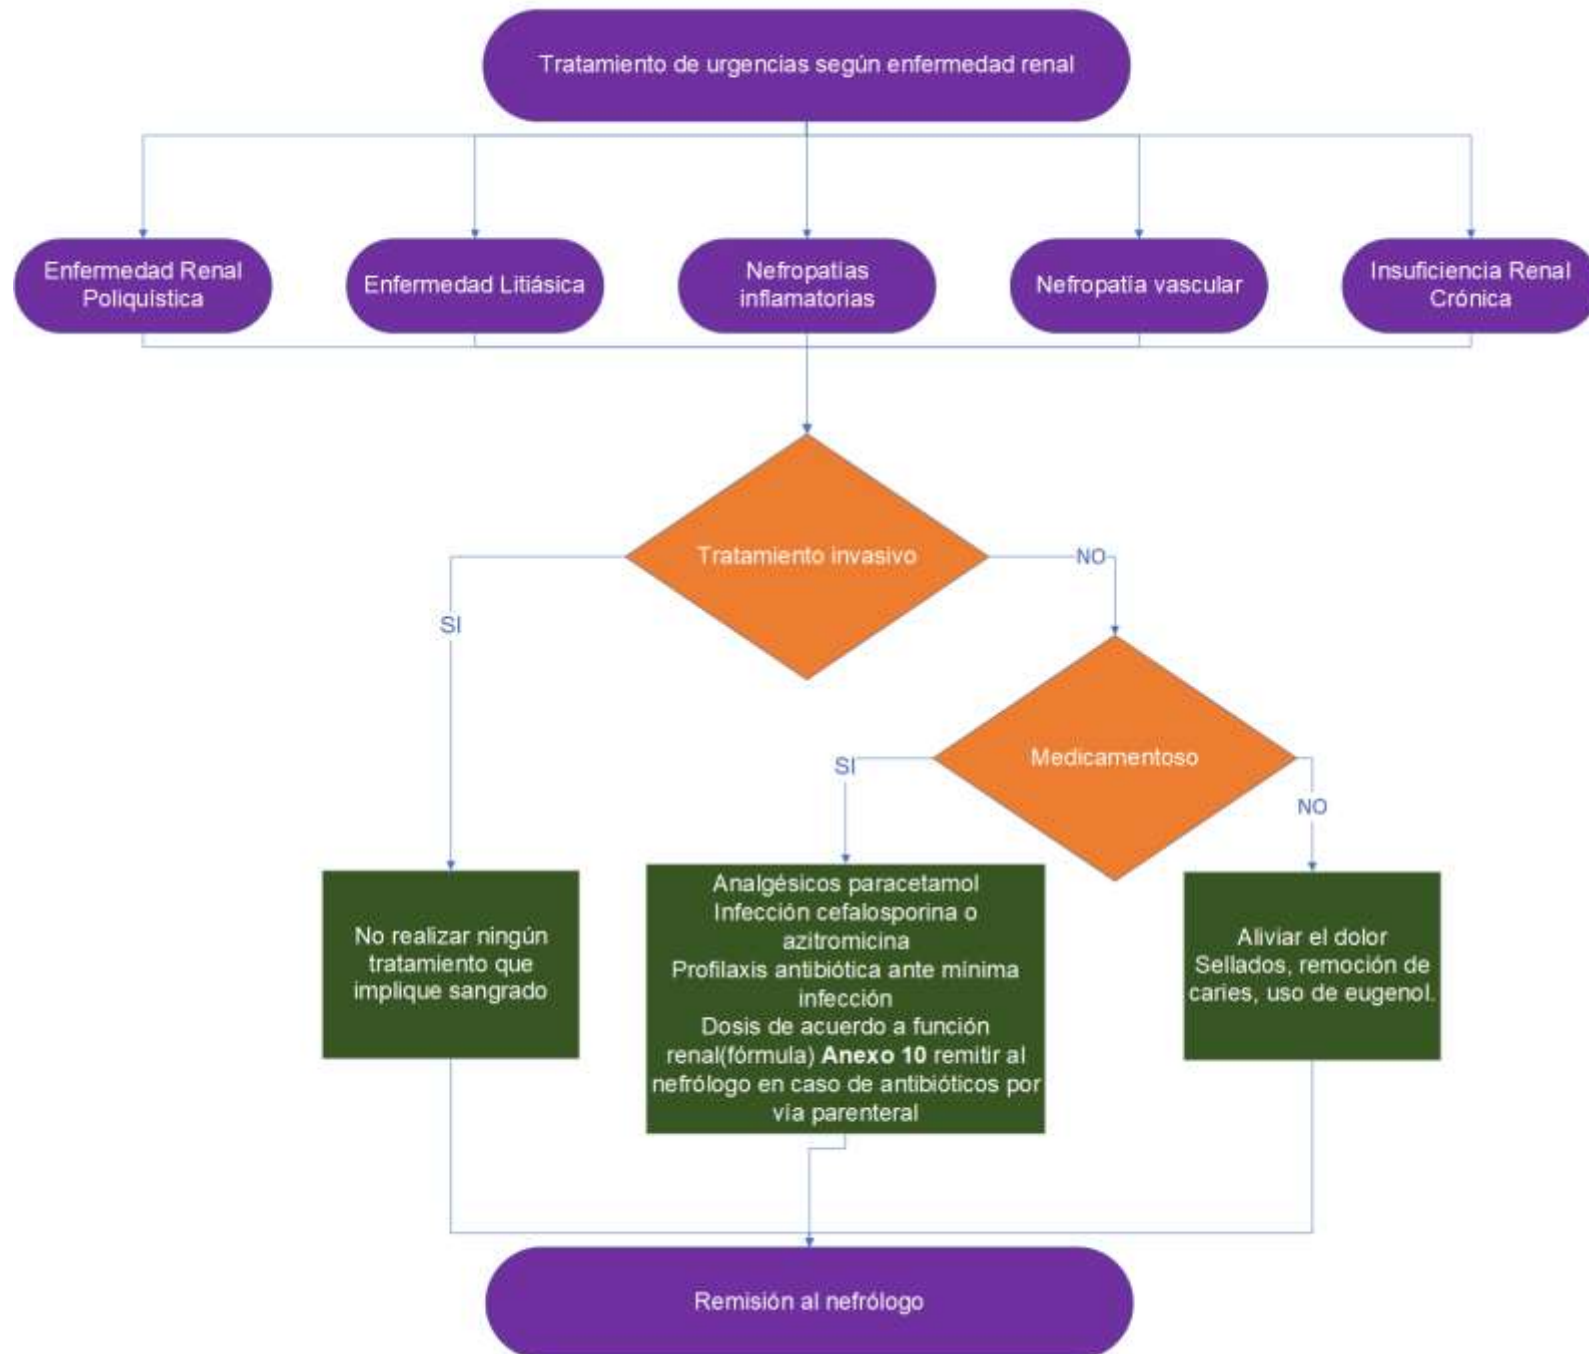 Tratamiento de urgencias según enfermedad renal
Enfermedad Renal
Poliquística
Enfermedad Litiásica
Nefropatías
inflamatorias
Nefropatía vascular
Insuficiencia Renal
Crónica
Tratamiento invasivo
NO
SI
Medicamentoso
SI
NO
No realizar ningún
tratamiento que
implique sangrado
Analgésicos paracetamol
Infección cefalosporina o
azitromicina
Profilaxis antibiótica ante mínima
infección
Dosis de acuerdo a función
renal(fórmula) Anexo 10 remitir al
nefrólogo en caso de antibióticos por
vía parenteral
Aliviar el dolor
Sellados, remoción de
caries, uso de eugenol.
Remisión al nefrólogo